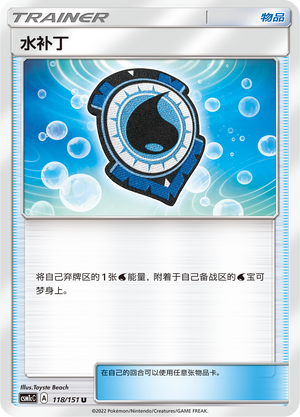 TRAINER 物品
水补丁
将自己弃牌区的1张能量，附着于自己备战区的宝可
梦身上。
Illus.Toyste Beach
CSM1cC A 118/151 U
在自己的回合可以使用任意张物品卡。
©2022 Pokémon/Nintendo/Creatures/GAME FREAK.